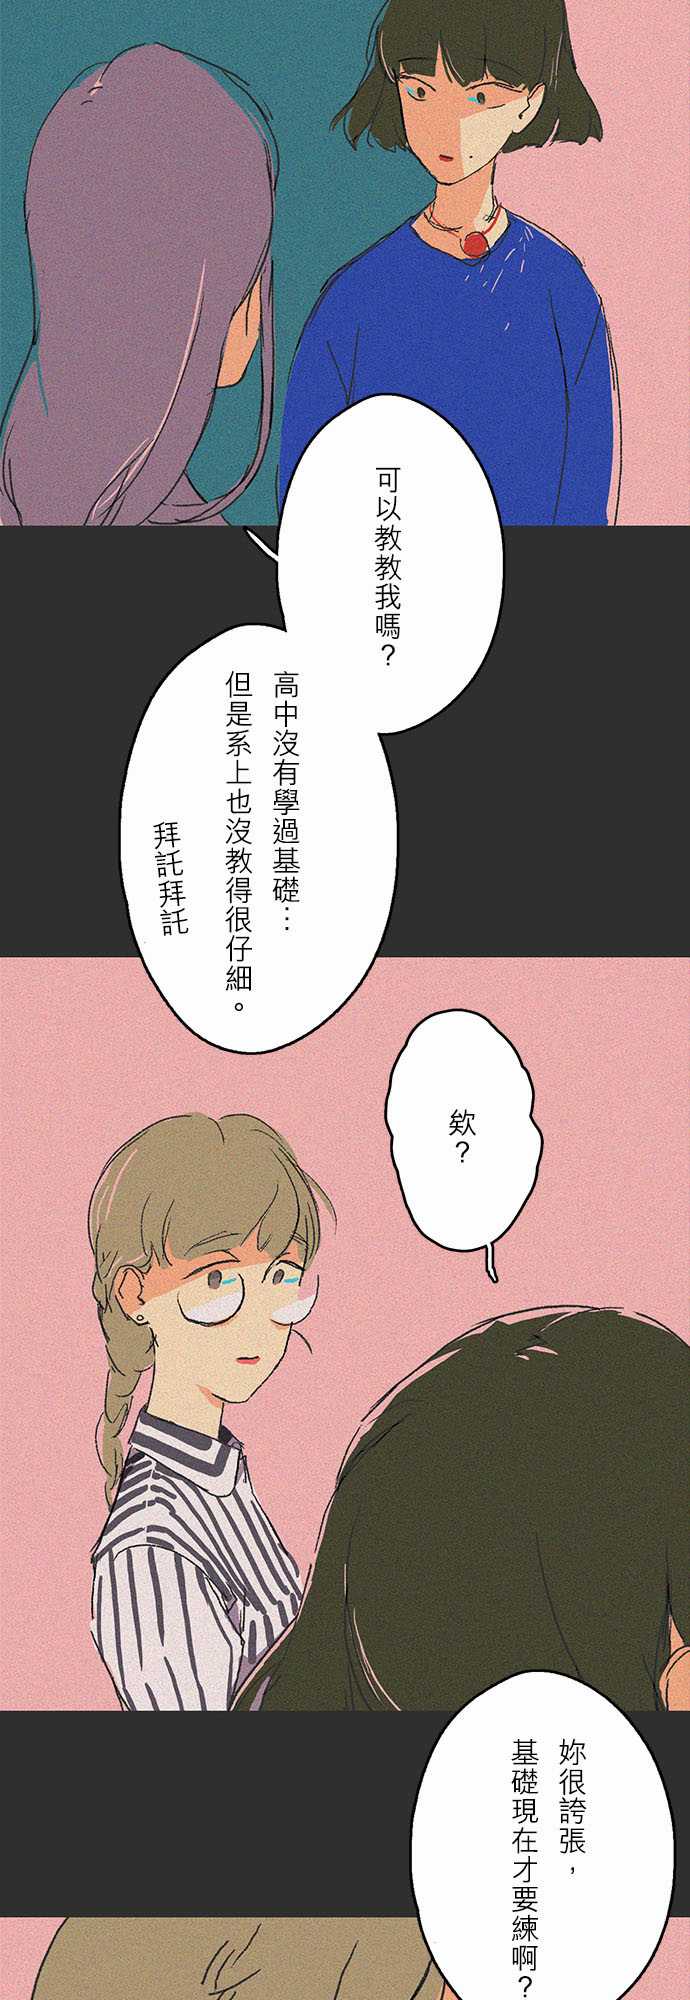 可以教教我嗎？
高中沒有學過基礎…
但是系上也沒教得很仔細。
拜託拜託
欸？
妳很誇張，
基礎現在才要練啊？